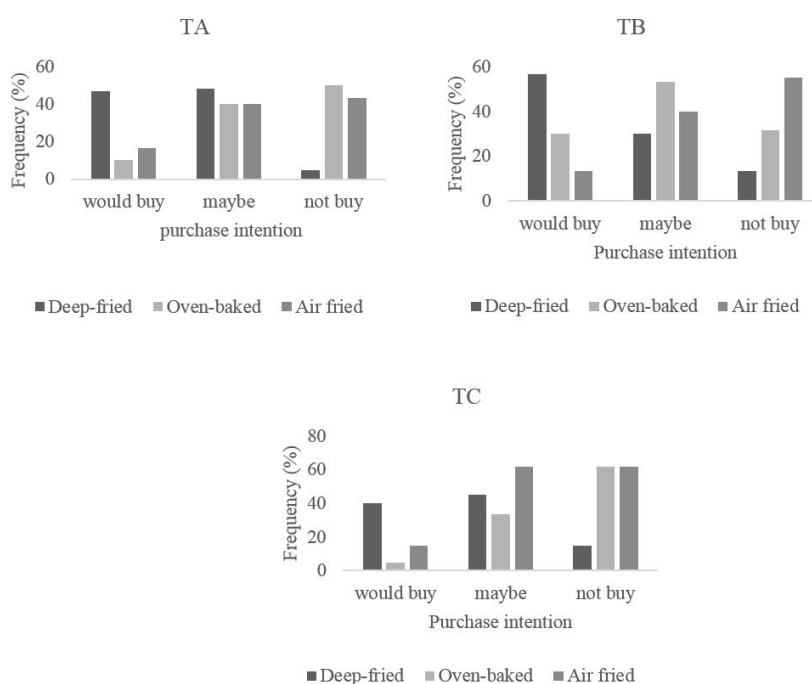 TA
60
40
20
0
Frequency (%)
would buy maybe not buy
purchase intention
Deep-fried Oven-baked Air fried
TB
60
40
20
0
Frequency (%)
would buy maybe not buy
Purchase intention
Deep-fried Oven-baked Air fried
TC
80
60
40
20
0
Frequency (%)
would buy maybe not buy
Purchase intention
Deep-fried Oven-baked Air fried